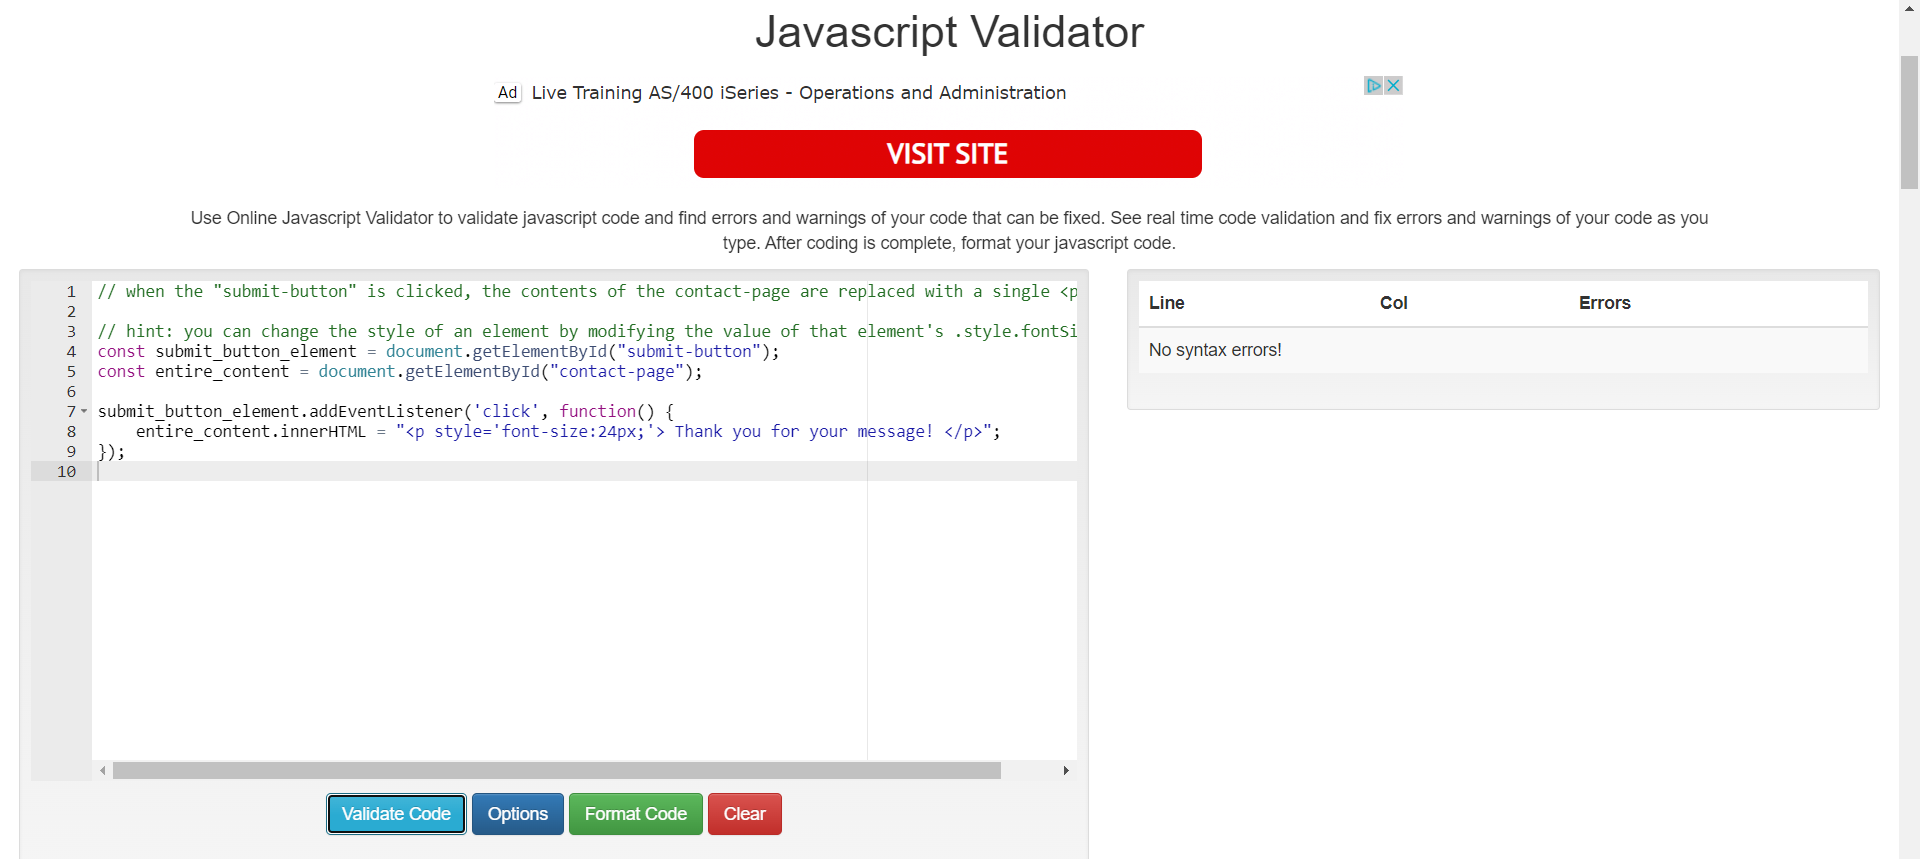 Javascript Validator
Ad Live Training AS/400 iSeries - Operations and Administration
VISIT SITE
Use Online Javascript Validator to validate javascript code and find errors and warnings of your code that can be fixed. See real time code validation and fix errors and warnings of your code as you
type. After coding is complete, format your javascript code.
1 // when the "submit-button" is clicked, the contents of the contact-page are replaced with a single <p
2
3 // hint: you can change the style of an element by modifying the value of that element's .style.fontSi
4 const submit_button_element = document.getElementById("submit-button");
5 const entire_content = document.getElementById("contact-page");
6
7 submit_button_element.addEventListener('click', function() {
8 entire_content.innerHTML = "<p style='font-size:24px;'> Thank you for your message! </p>";
9 });
10
Line Col Errors
No syntax errors!
Validate Code Options Format Code Clear